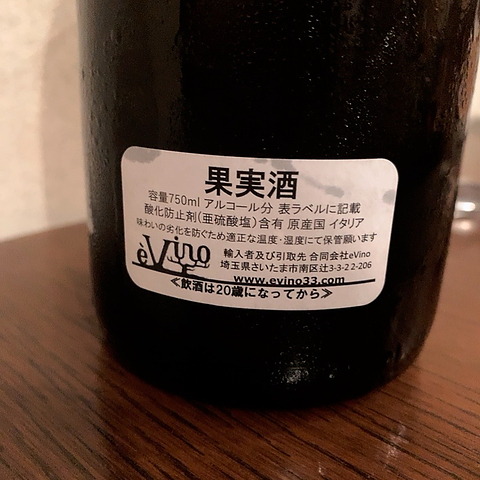 果実酒
容量750ml アルコール分 表ラベルに記載
酸化防止剤(亜硫酸塩)含有 原産国 イタリア
味わいの劣化を防ぐため適正な温度・湿度にて保管願います
eVino
輸入者及び引取先 合同会社eVino
埼玉県さいたま市南区辻3-3-22-206
www.evino33.com
≪飲酒は20歳になってから≫